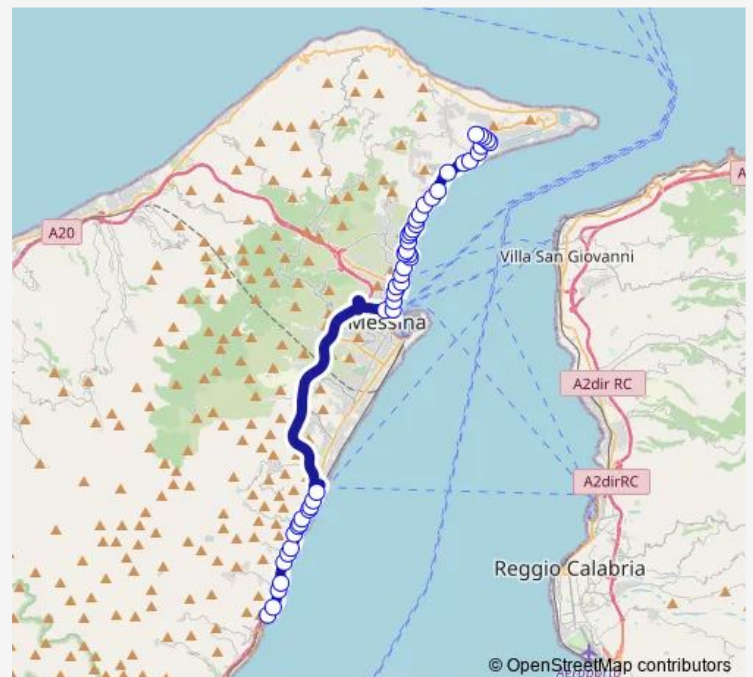 A20
Villa San Giovanni
Messina
A2dir RC
A2dirRC
Reggio Calabria
© OpenStreetMap contributors